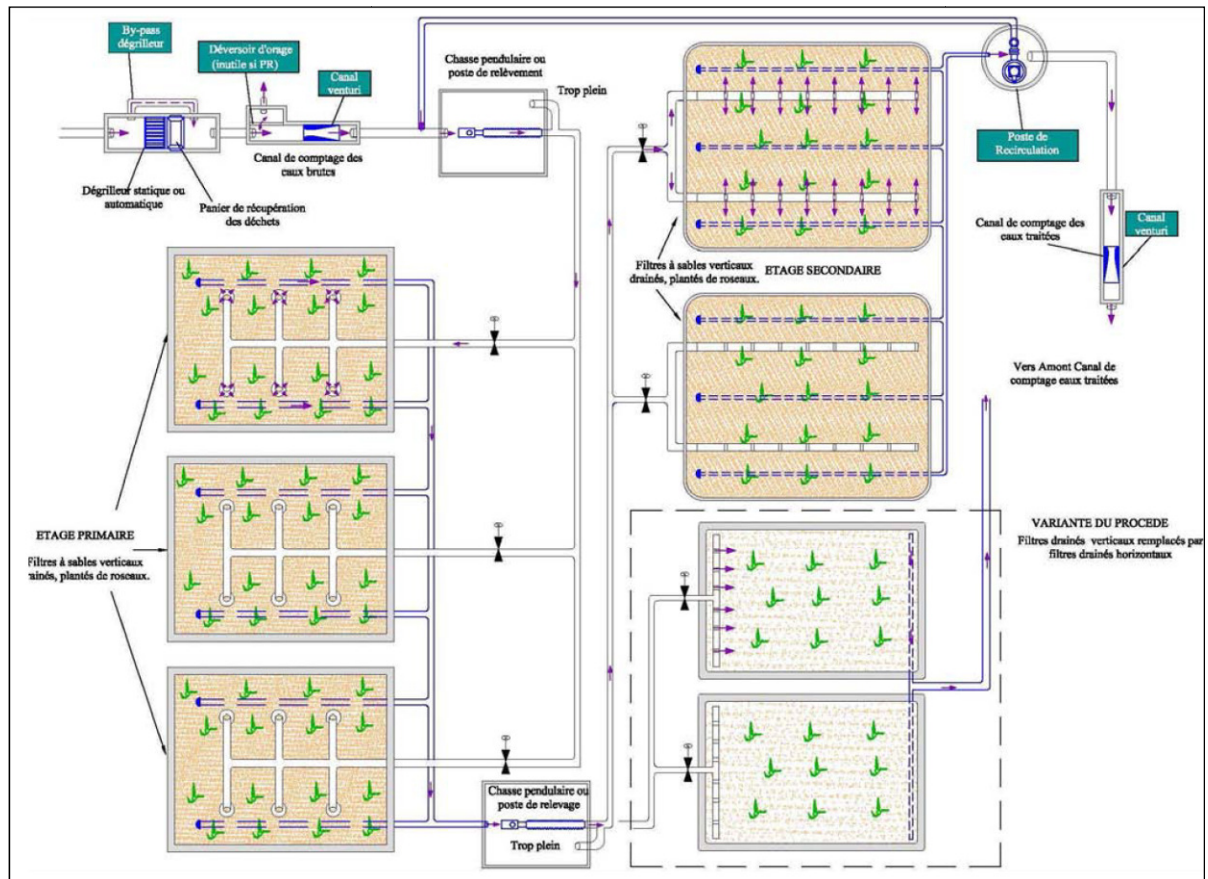 By-pass
dégrilleur
Déversoir d'orage
(inutile si PR)
Canal
venturi
Chasse pendulaire ou
poste de relèvement
Trop plein
Canal de comptage des
eaux brutes
Dégrilleur statique ou
automatique
Panier de récupération
des déchets
Poste de
Recirculation
Canal de comptage des
eaux traitées
Canal
venturi
Filtres à sables verticaux
drainés, plantés de roseaux.
ETAGE SECONDAIRE
Vers Amont Canal de
comptage eaux traitées
ETAGE PRIMAIRE
Filtres à sables verticaux
rainés, plantés de roseaux.
VARIANTE DU PROCEDE
Filtres drainés verticaux remplacés par
filtres drainés horizontaux
Chasse pendulaire ou
poste de relevage
Trop plein